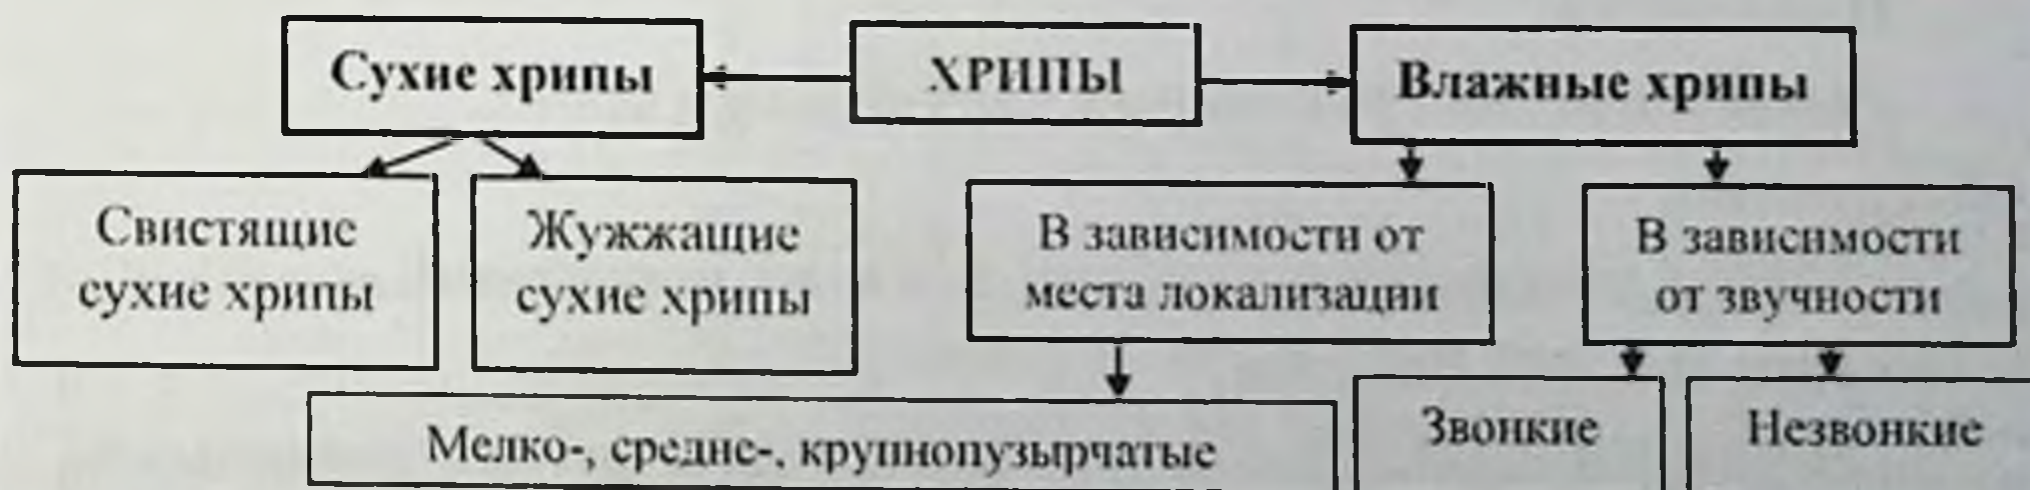 Сухие хрипы
ХРИПЫ
Влажные хрипы
Свистящие
сухие хрипы
Жужжащие
сухие хрипы
В зависимости от
места локализации
В зависимости
от звучности
Мелко-, средне-, крупнопузырчатые
Звонкие
Незвонкие